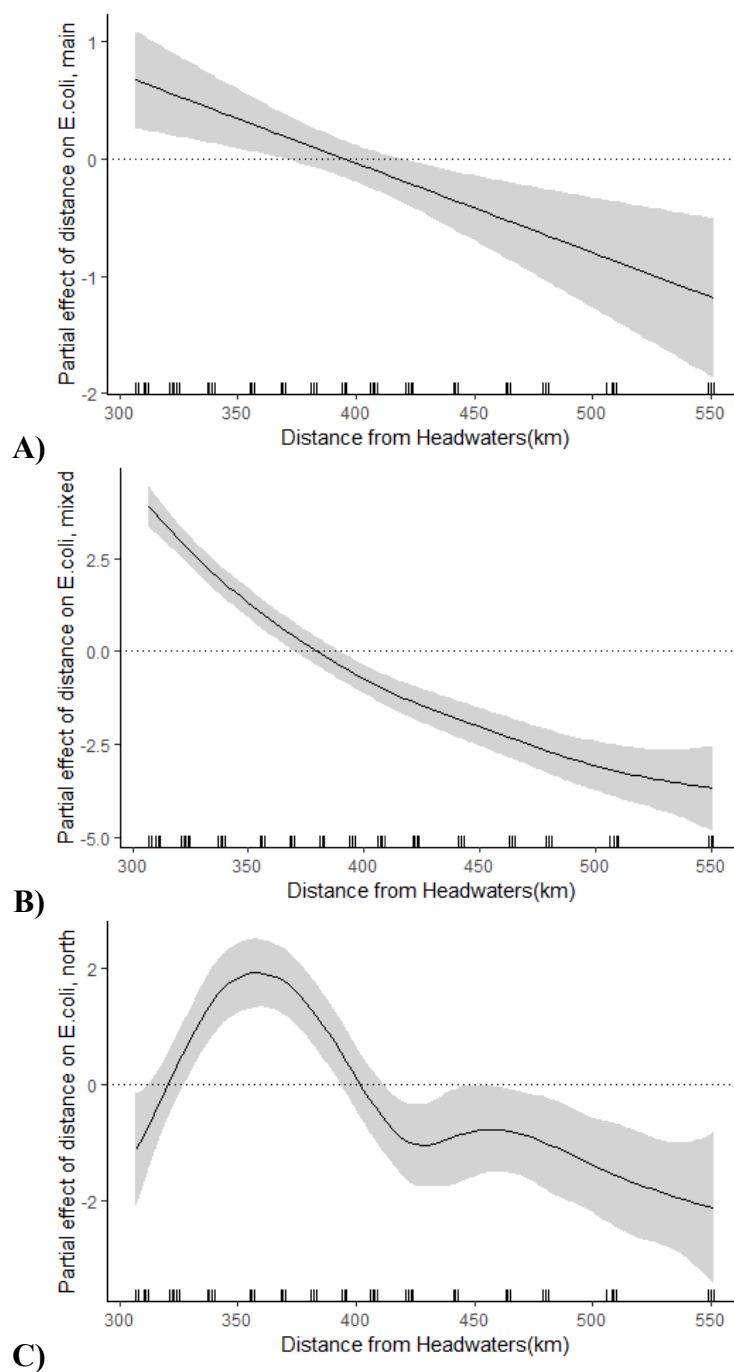 Partial effect of distance on E.coli, main
1
0
-1
-2
300 350 400 450 500 550
Distance from Headwaters(km)
A)
Partial effect of distance on E.coli, mixed
2.5
0.0
-2.5
-5.0
300 350 400 450 500 550
Distance from Headwaters(km)
B)
Partial effect of distance on E.coli, north
2
0
-2
300 350 400 450 500 550
Distance from Headwaters(km)
C)